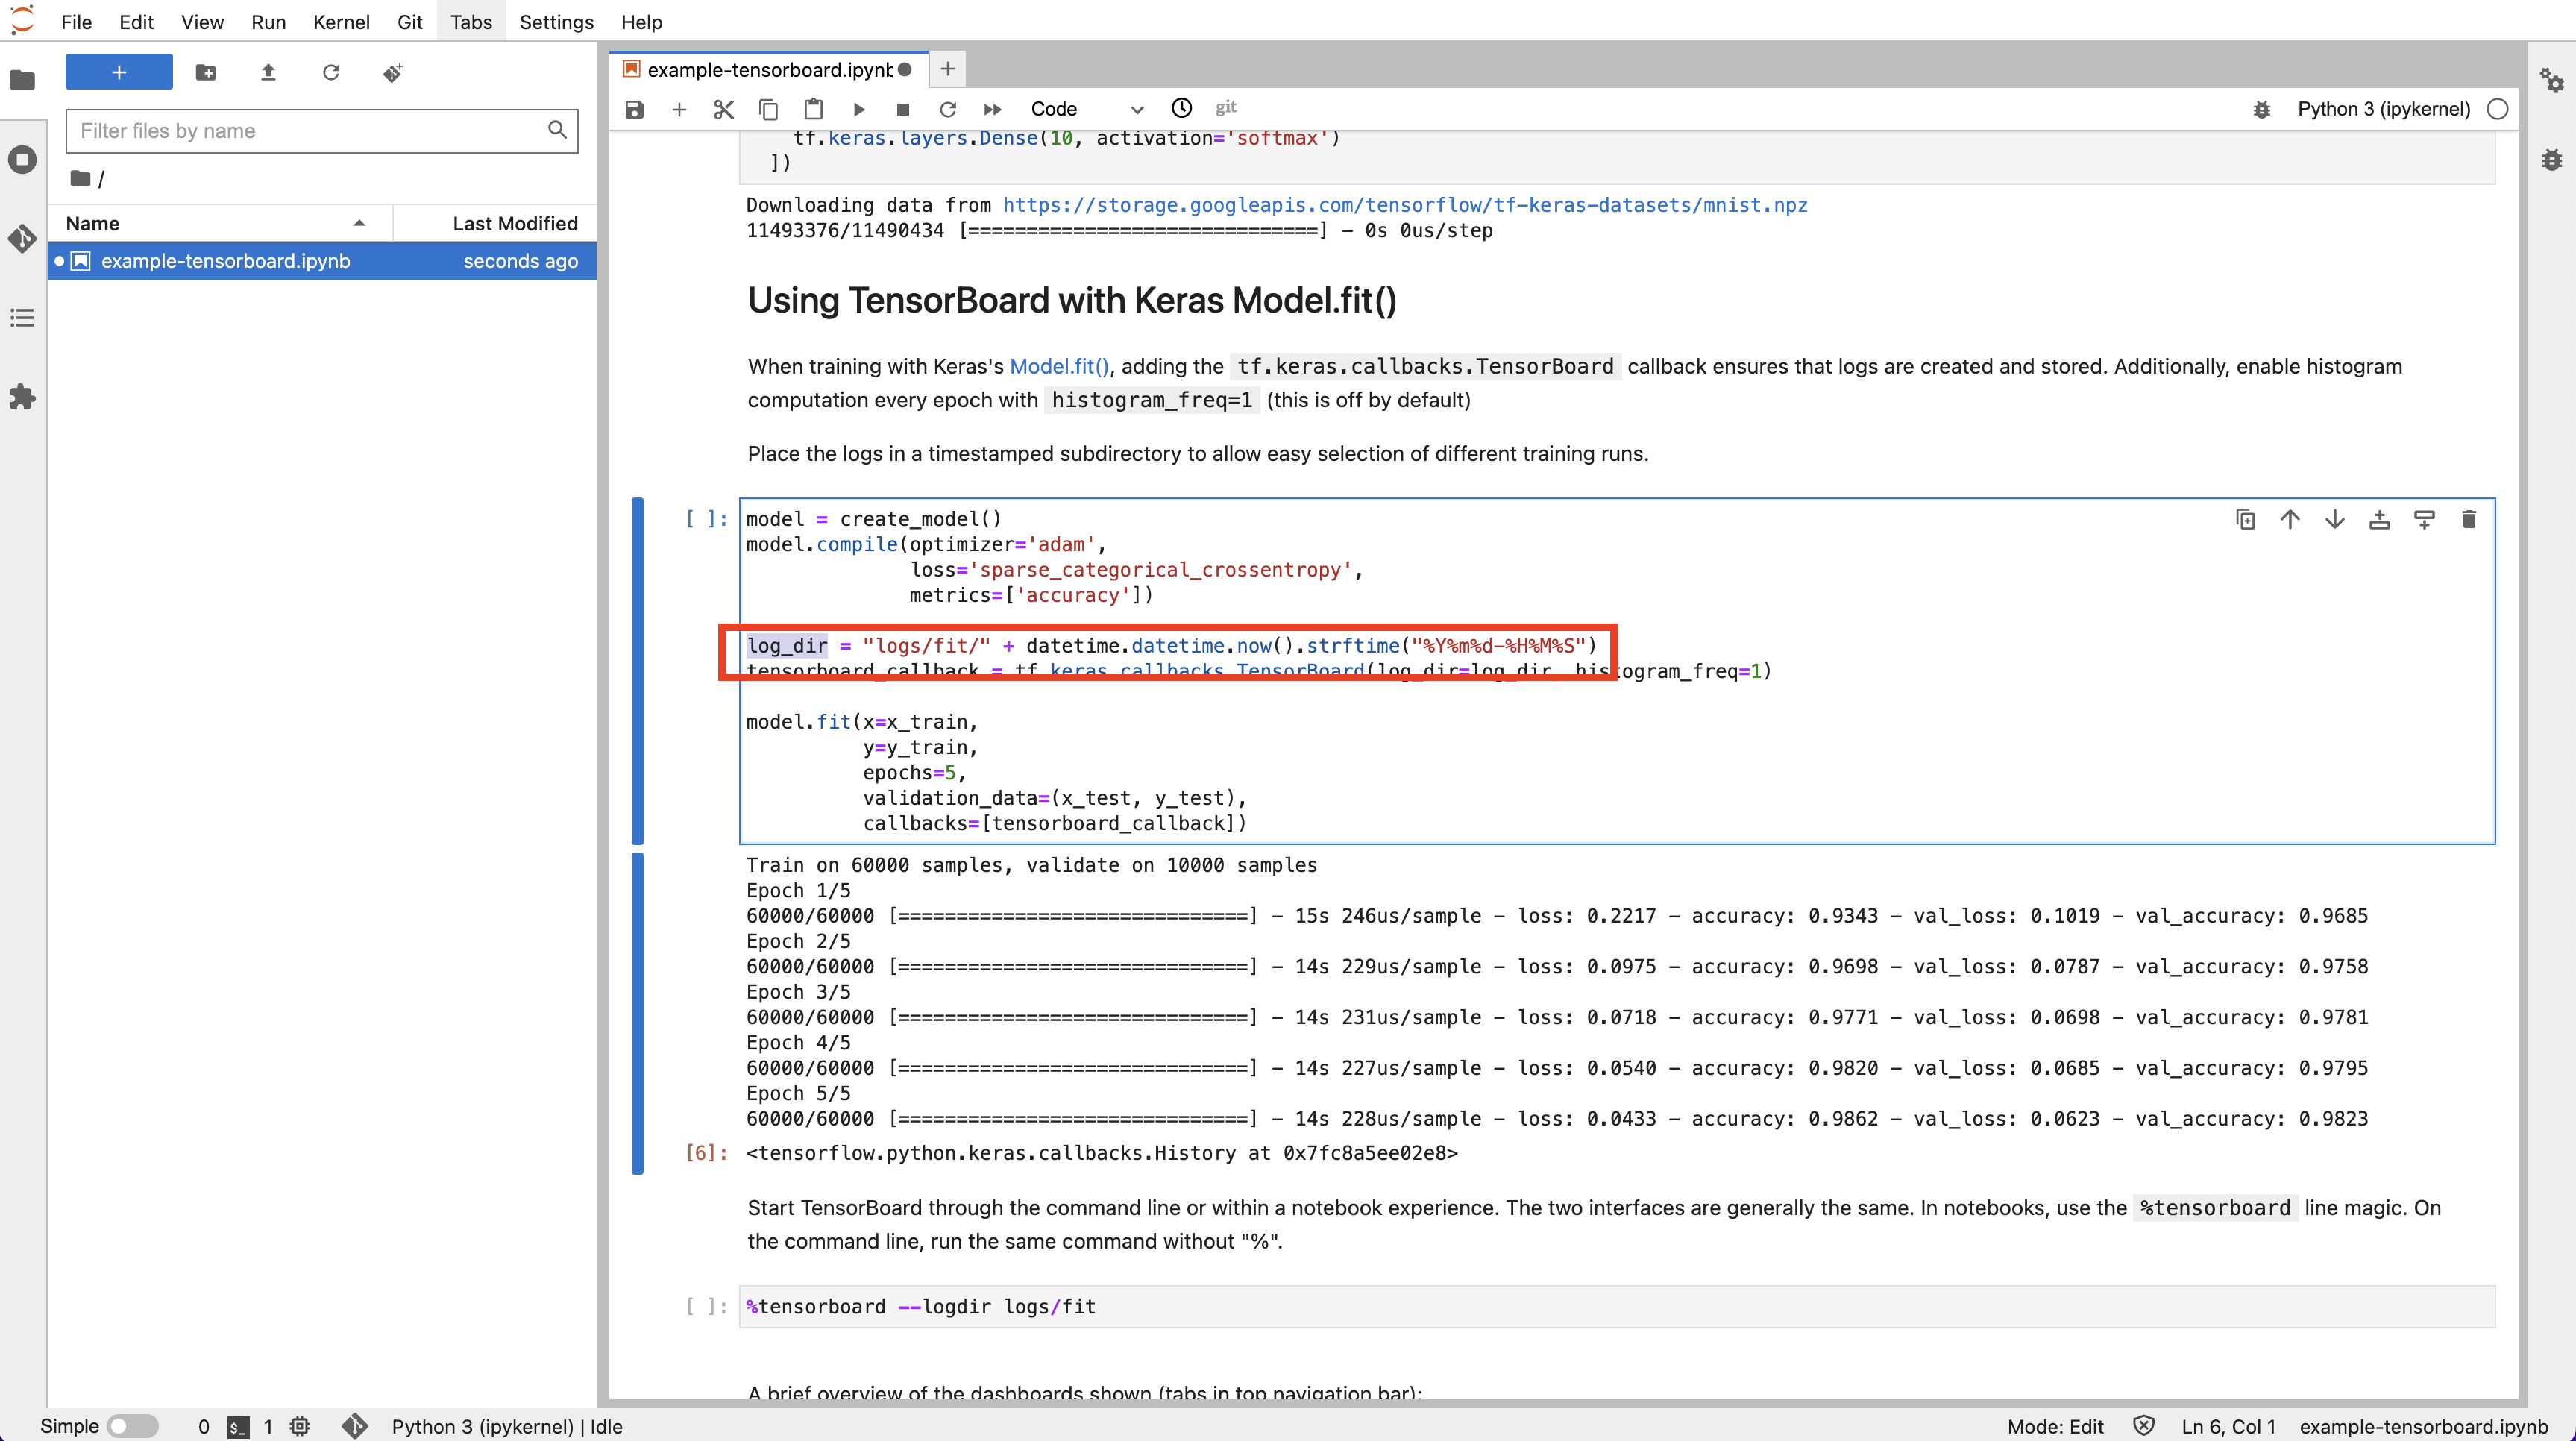 File Edit View Run Kernel Git Tabs Settings Help
+
Filter files by name
/
Name Last Modified
example-tensorboard.ipynb seconds ago
example-tensorboard.ipynb +
Code git Python 3 (ipykernel)
tf.keras.layers.Dense(10, activation='softmax')
])
Downloading data from https://storage.googleapis.com/tensorflow/tf-keras-datasets/mnist.npz
11493376/11490434 [==============================] - 0s 0us/step
Using TensorBoard with Keras Model.fit()
When training with Keras's Model.fit(), adding the tf.keras.callbacks.TensorBoard callback ensures that logs are created and stored. Additionally, enable histogram
computation every epoch with histogram_freq=1 (this is off by default)
Place the logs in a timestamped subdirectory to allow easy selection of different training runs.
[ ]: model = create_model()
model.compile(optimizer='adam',
loss='sparse_categorical_crossentropy',
metrics=['accuracy'])
log_dir = "logs/fit/" + datetime.datetime.now().strftime("%Y%m%d-%H%M%S")
tensorboard_callback = tf.keras.callbacks.TensorBoard(log_dir=log_dir, histogram_freq=1)
model.fit(x=x_train,
y=y_train,
epochs=5,
validation_data=(x_test, y_test),
callbacks=[tensorboard_callback])
Train on 60000 samples, validate on 10000 samples
Epoch 1/5
60000/60000 [==============================] - 15s 246us/sample - loss: 0.2217 - accuracy: 0.9343 - val_loss: 0.1019 - val_accuracy: 0.9685
Epoch 2/5
60000/60000 [==============================] - 14s 229us/sample - loss: 0.0975 - accuracy: 0.9698 - val_loss: 0.0787 - val_accuracy: 0.9758
Epoch 3/5
60000/60000 [==============================] - 14s 231us/sample - loss: 0.0718 - accuracy: 0.9771 - val_loss: 0.0698 - val_accuracy: 0.9781
Epoch 4/5
60000/60000 [==============================] - 14s 227us/sample - loss: 0.0540 - accuracy: 0.9820 - val_loss: 0.0685 - val_accuracy: 0.9795
Epoch 5/5
60000/60000 [==============================] - 14s 228us/sample - loss: 0.0433 - accuracy: 0.9862 - val_loss: 0.0623 - val_accuracy: 0.9823
[6]: <tensorflow.python.keras.callbacks.History at 0x7fc8a5ee02e8>
Start TensorBoard through the command line or within a notebook experience. The two interfaces are generally the same. In notebooks, use the %tensorboard line magic. On
the command line, run the same command without "%".
[ ]: %tensorboard --logdir logs/fit
A brief overview of the dashboards shown (tabs in top navigation bar):
Simple 0 $_ 1 Python 3 (ipykernel) | Idle Mode: Edit Ln 6, Col 1 example-tensorboard.ipynb